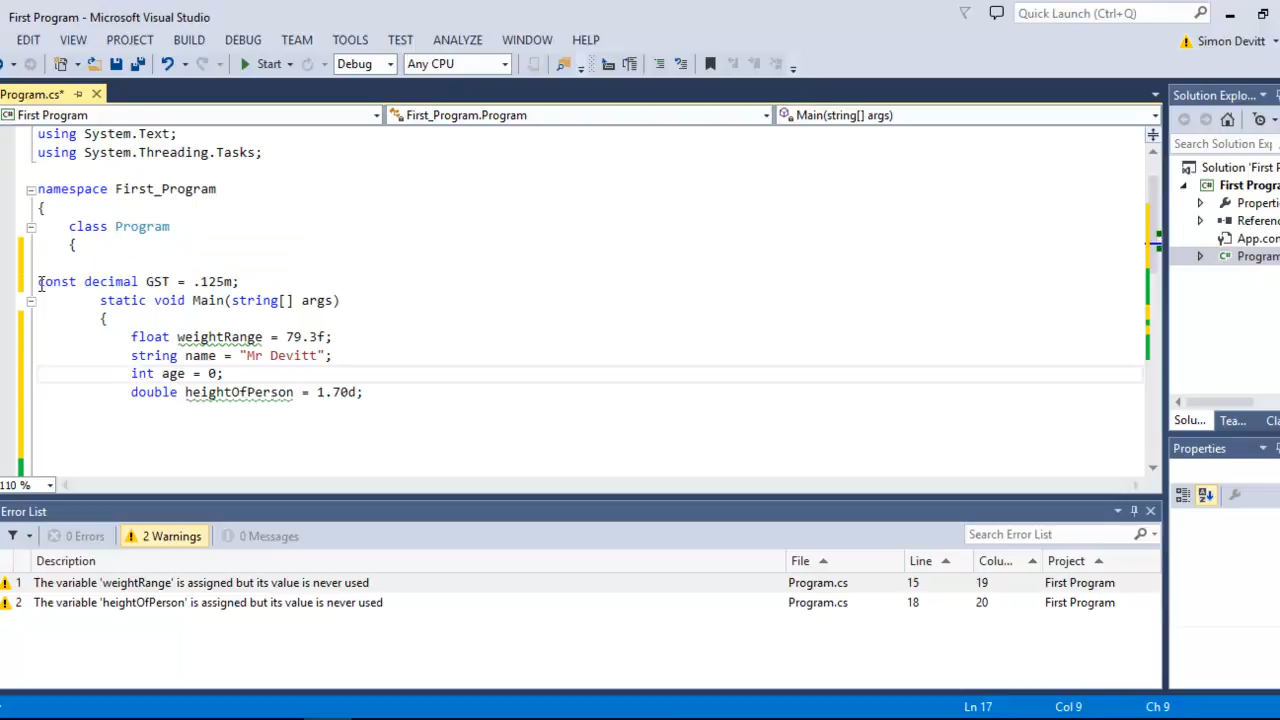 First Program - Microsoft Visual Studio
Quick Launch (Ctrl+Q)
EDIT VIEW PROJECT BUILD DEBUG TEAM TOOLS TEST ANALYZE WINDOW HELP
Simon Devitt
Start Debug Any CPU
Program.cs*
Solution Explo...
First Program First_Program.Program Main(string[] args)
Search Solution Exp
using System.Text;
using System.Threading.Tasks;
Solution 'First P
First Progra
Properti
Referenc
App.con
Program
namespace First_Program
{
class Program
{
const decimal GST = .125m;
static void Main(string[] args)
{
float weightRange = 79.3f;
string name = "Mr Devitt";
int age = 0;
double heightOfPerson = 1.70d;
Solu... Tea... Cla
Properties
110 %
Error List
0 Errors 2 Warnings 0 Messages
Search Error List
Description File Line Colu... Project
1 The variable 'weightRange' is assigned but its value is never used Program.cs 15 19 First Program
2 The variable 'heightOfPerson' is assigned but its value is never used Program.cs 18 20 First Program
Ln 17 Col 9 Ch 9